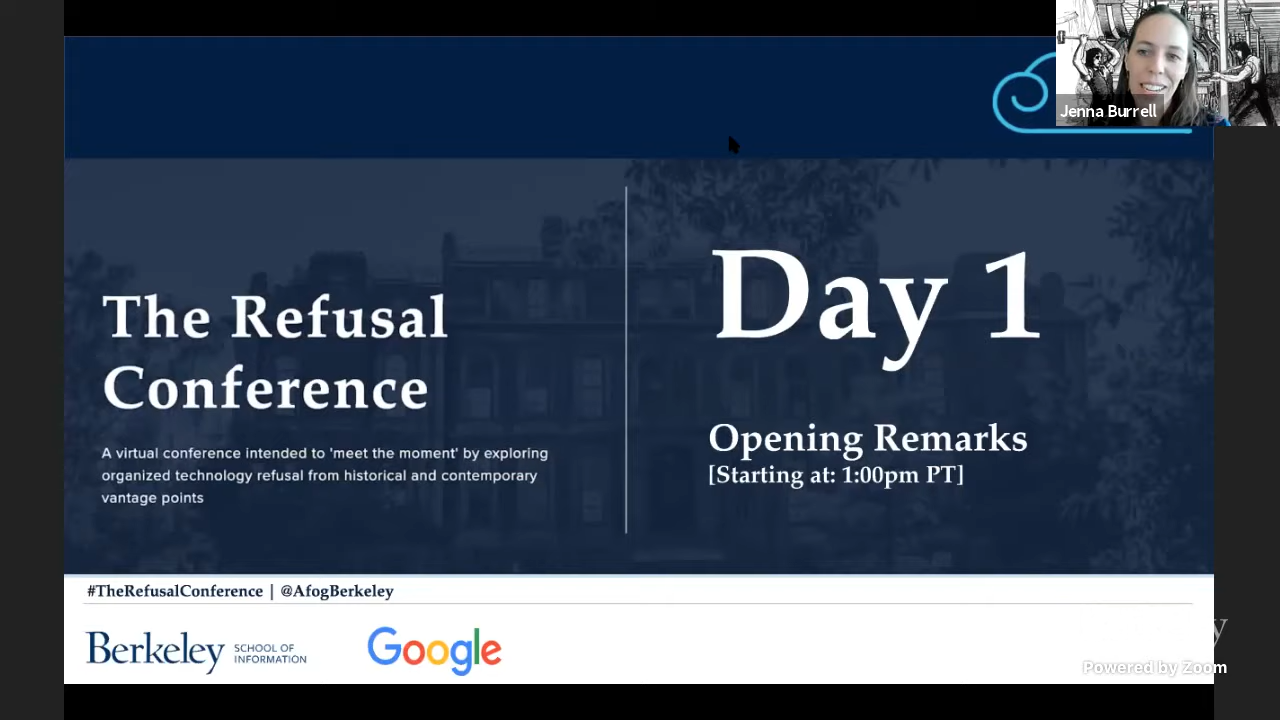 Jenna Burrell
The Refusal
Conference
A virtual conference intended to 'meet the moment' by exploring
organized technology refusal from historical and contemporary
vantage points
Day 1
Opening Remarks
[Starting at: 1:00pm PT]
#TheRefusalConference | @AfogBerkeley
Berkeley SCHOOL OF
INFORMATION
Google
Powered by Zoom